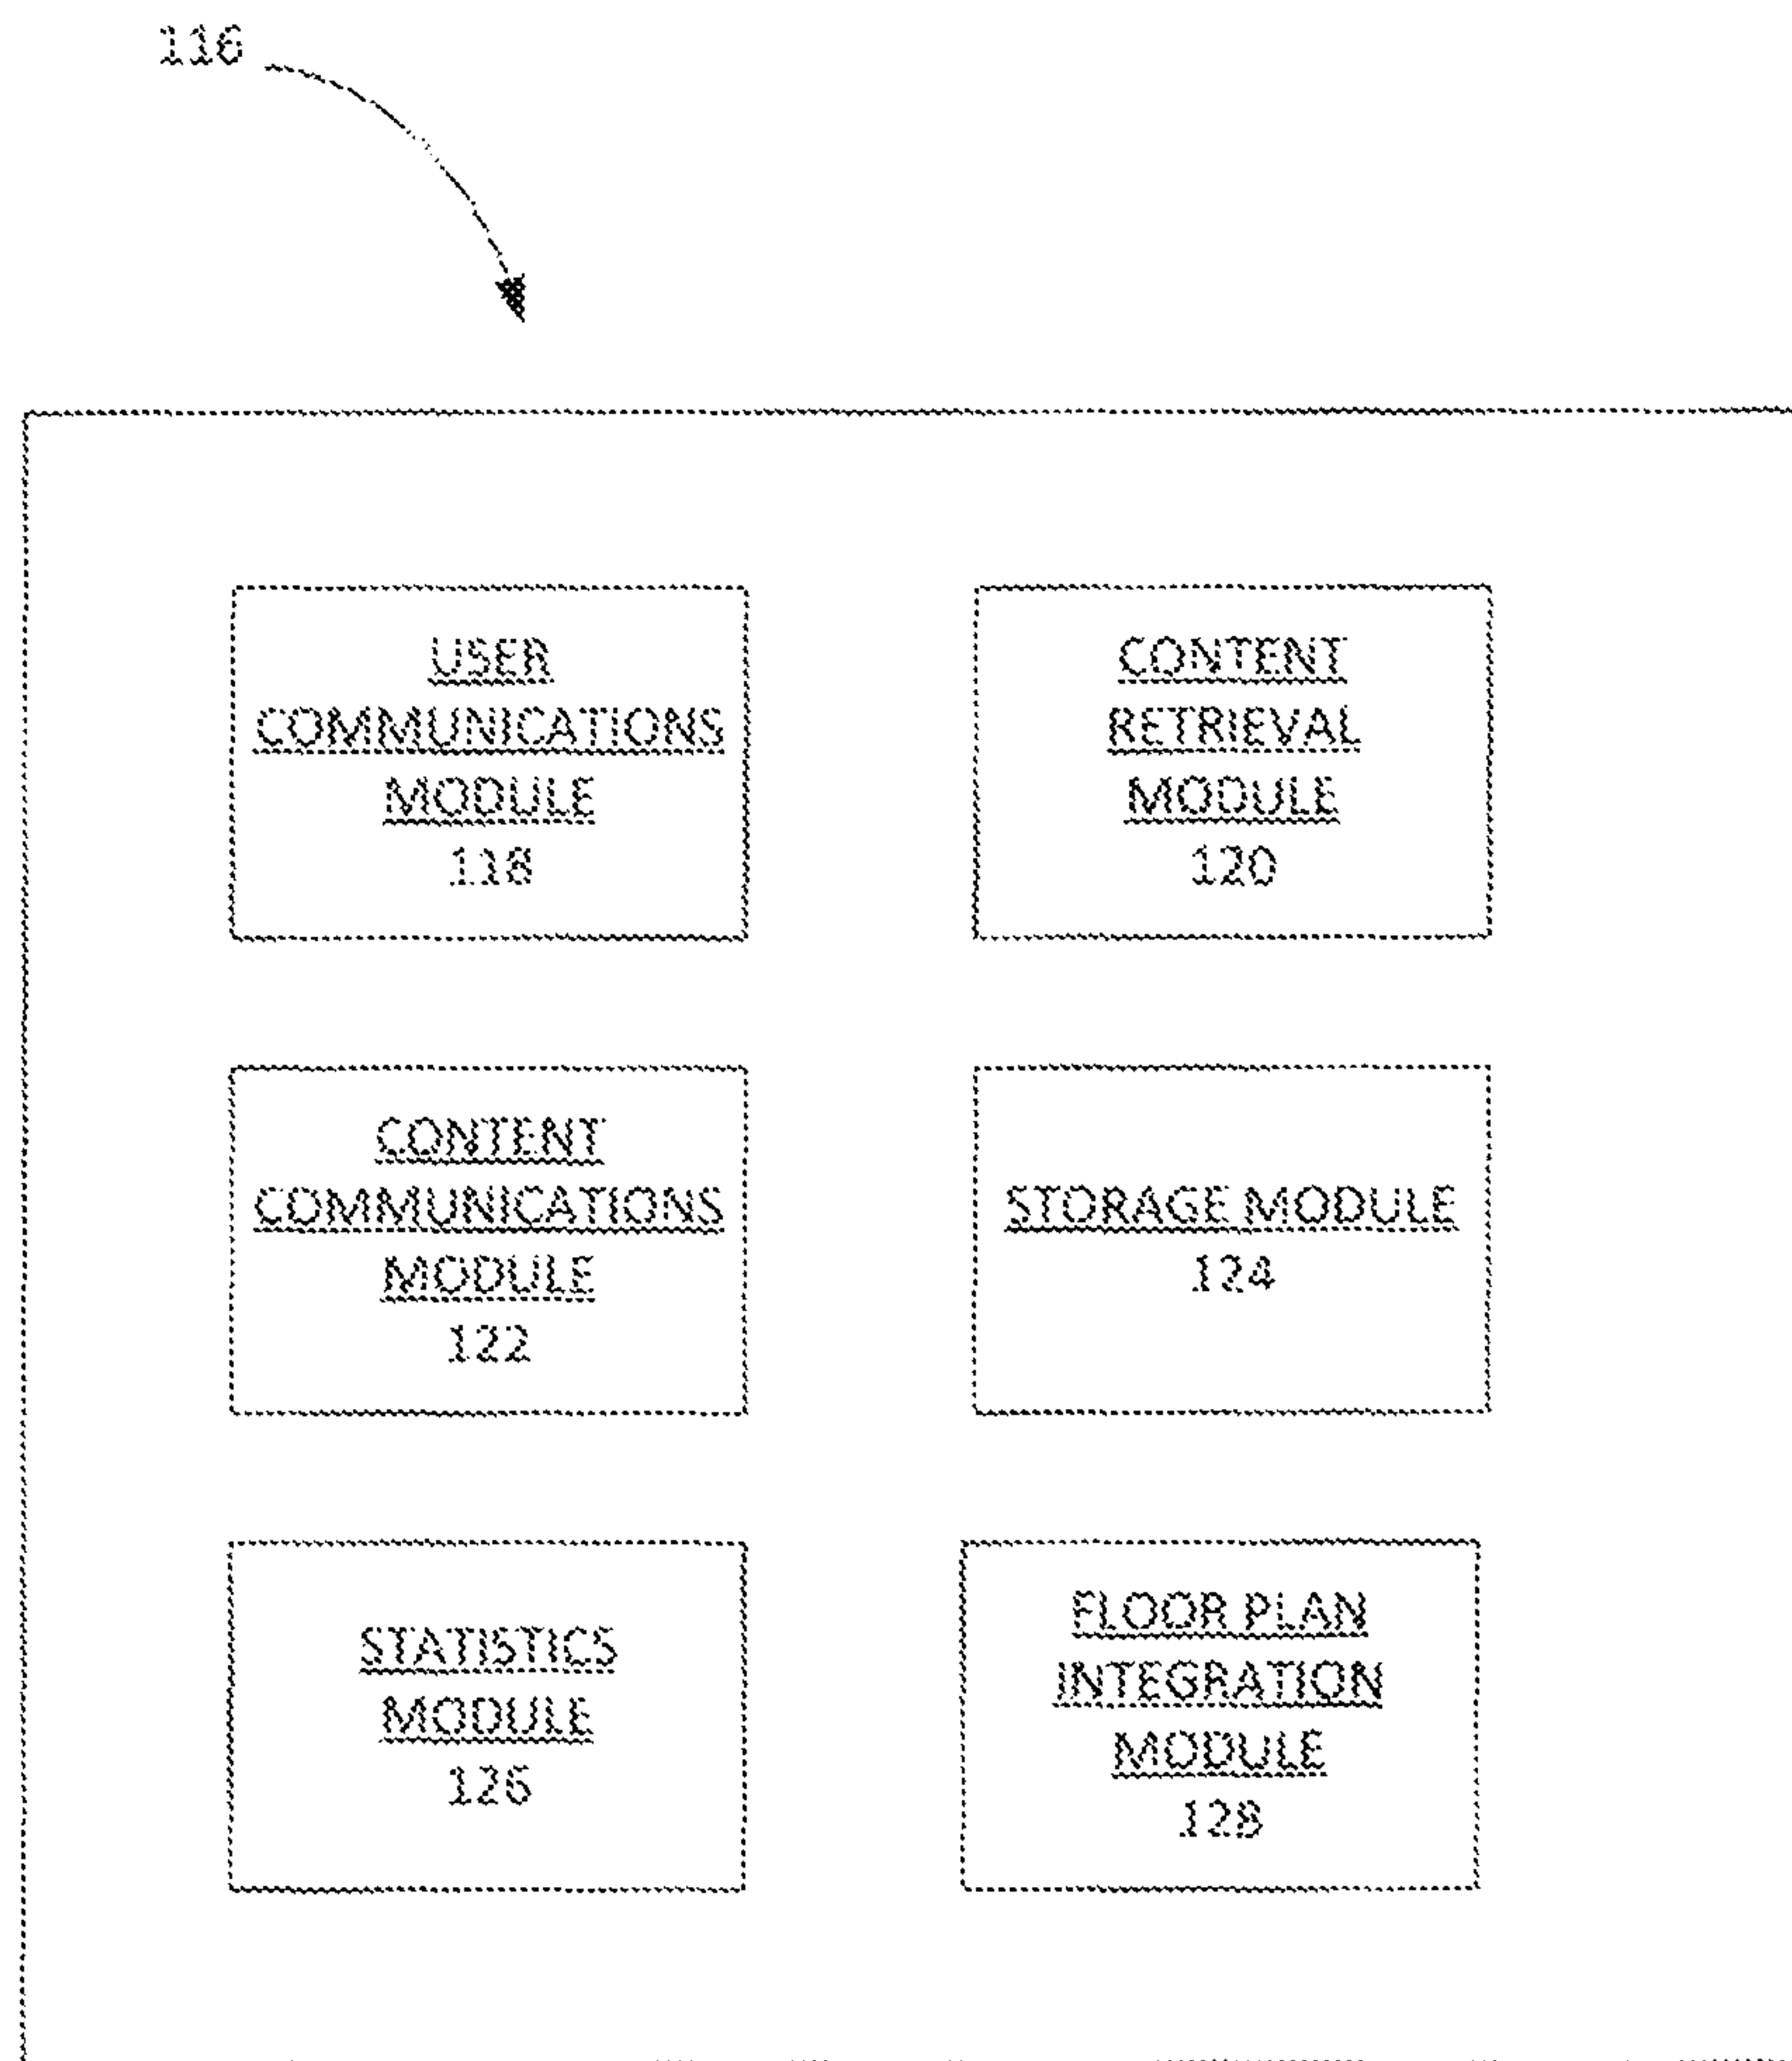 116
USER
COMMUNICATIONS
MODULE
118
CONTENT
RETRIEVAL
MODULE
120
CONTENT
COMMUNICATIONS
MODULE
122
STORAGE MODULE
124
STATISTICS
MODULE
126
FLOOR PLAN
INTEGRATION
MODULE
128